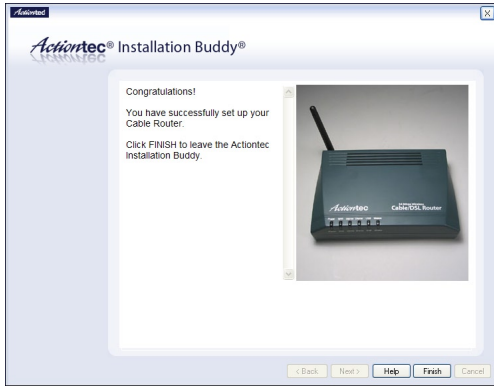 Actiontec
Actiontec® Installation Buddy®
Congratulations!
You have successfully set up your
Cable Router.
Click FINISH to leave the Actiontec
Installation Buddy.
Actiontec
Cable/DSL Router
< Back
Next >
Help
Finish
Cancel